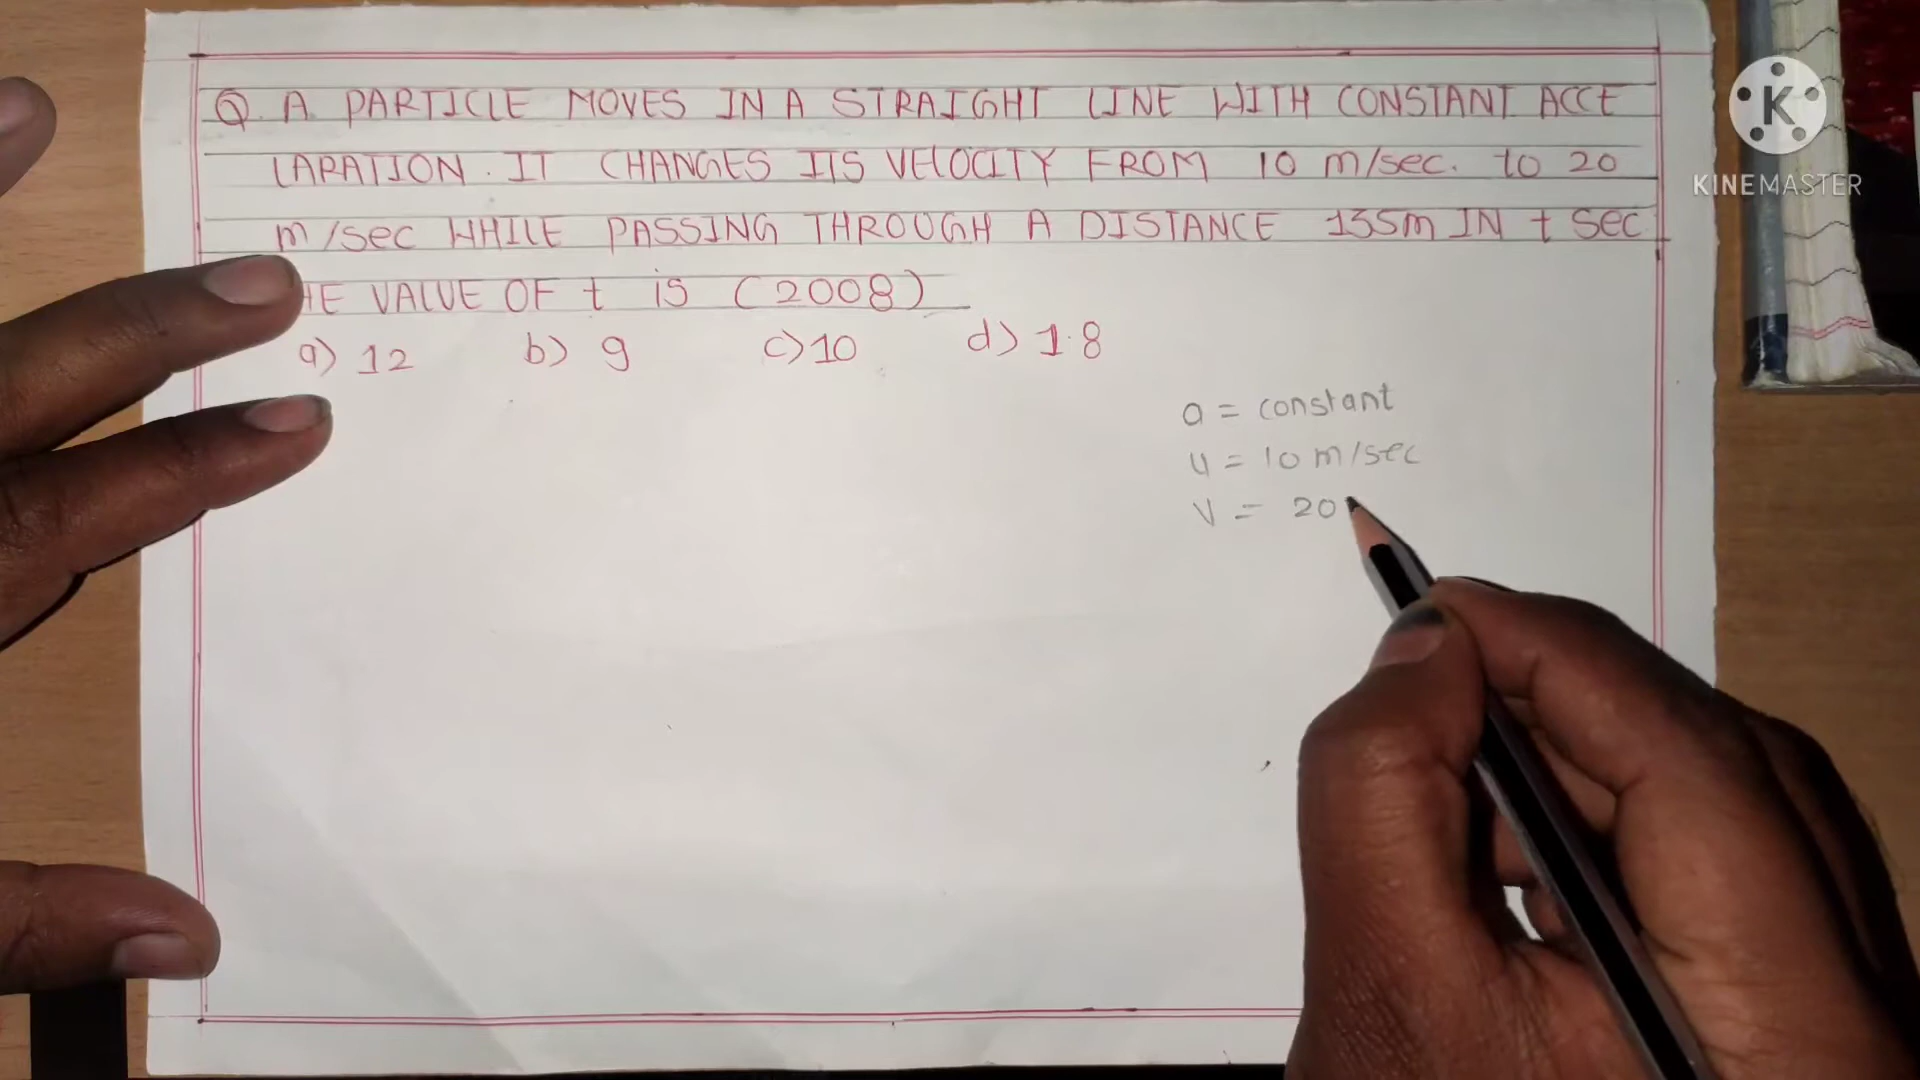 Q. A PARTICLE MOVES IN A STRAIGHT LINE WITH CONSTANT ACCE
LARATION. IT CHANGES ITS VELOCITY FROM 10 m/sec. to 20
m/sec WHILE PASSING THROUGH A DISTANCE 135m IN t sec
HE VALUE OF t is (2008)
a) 12 b) 9 c) 10 d) 1.8
a = constant
u = 10 m/sec
v = 20
K
KINEMASTER